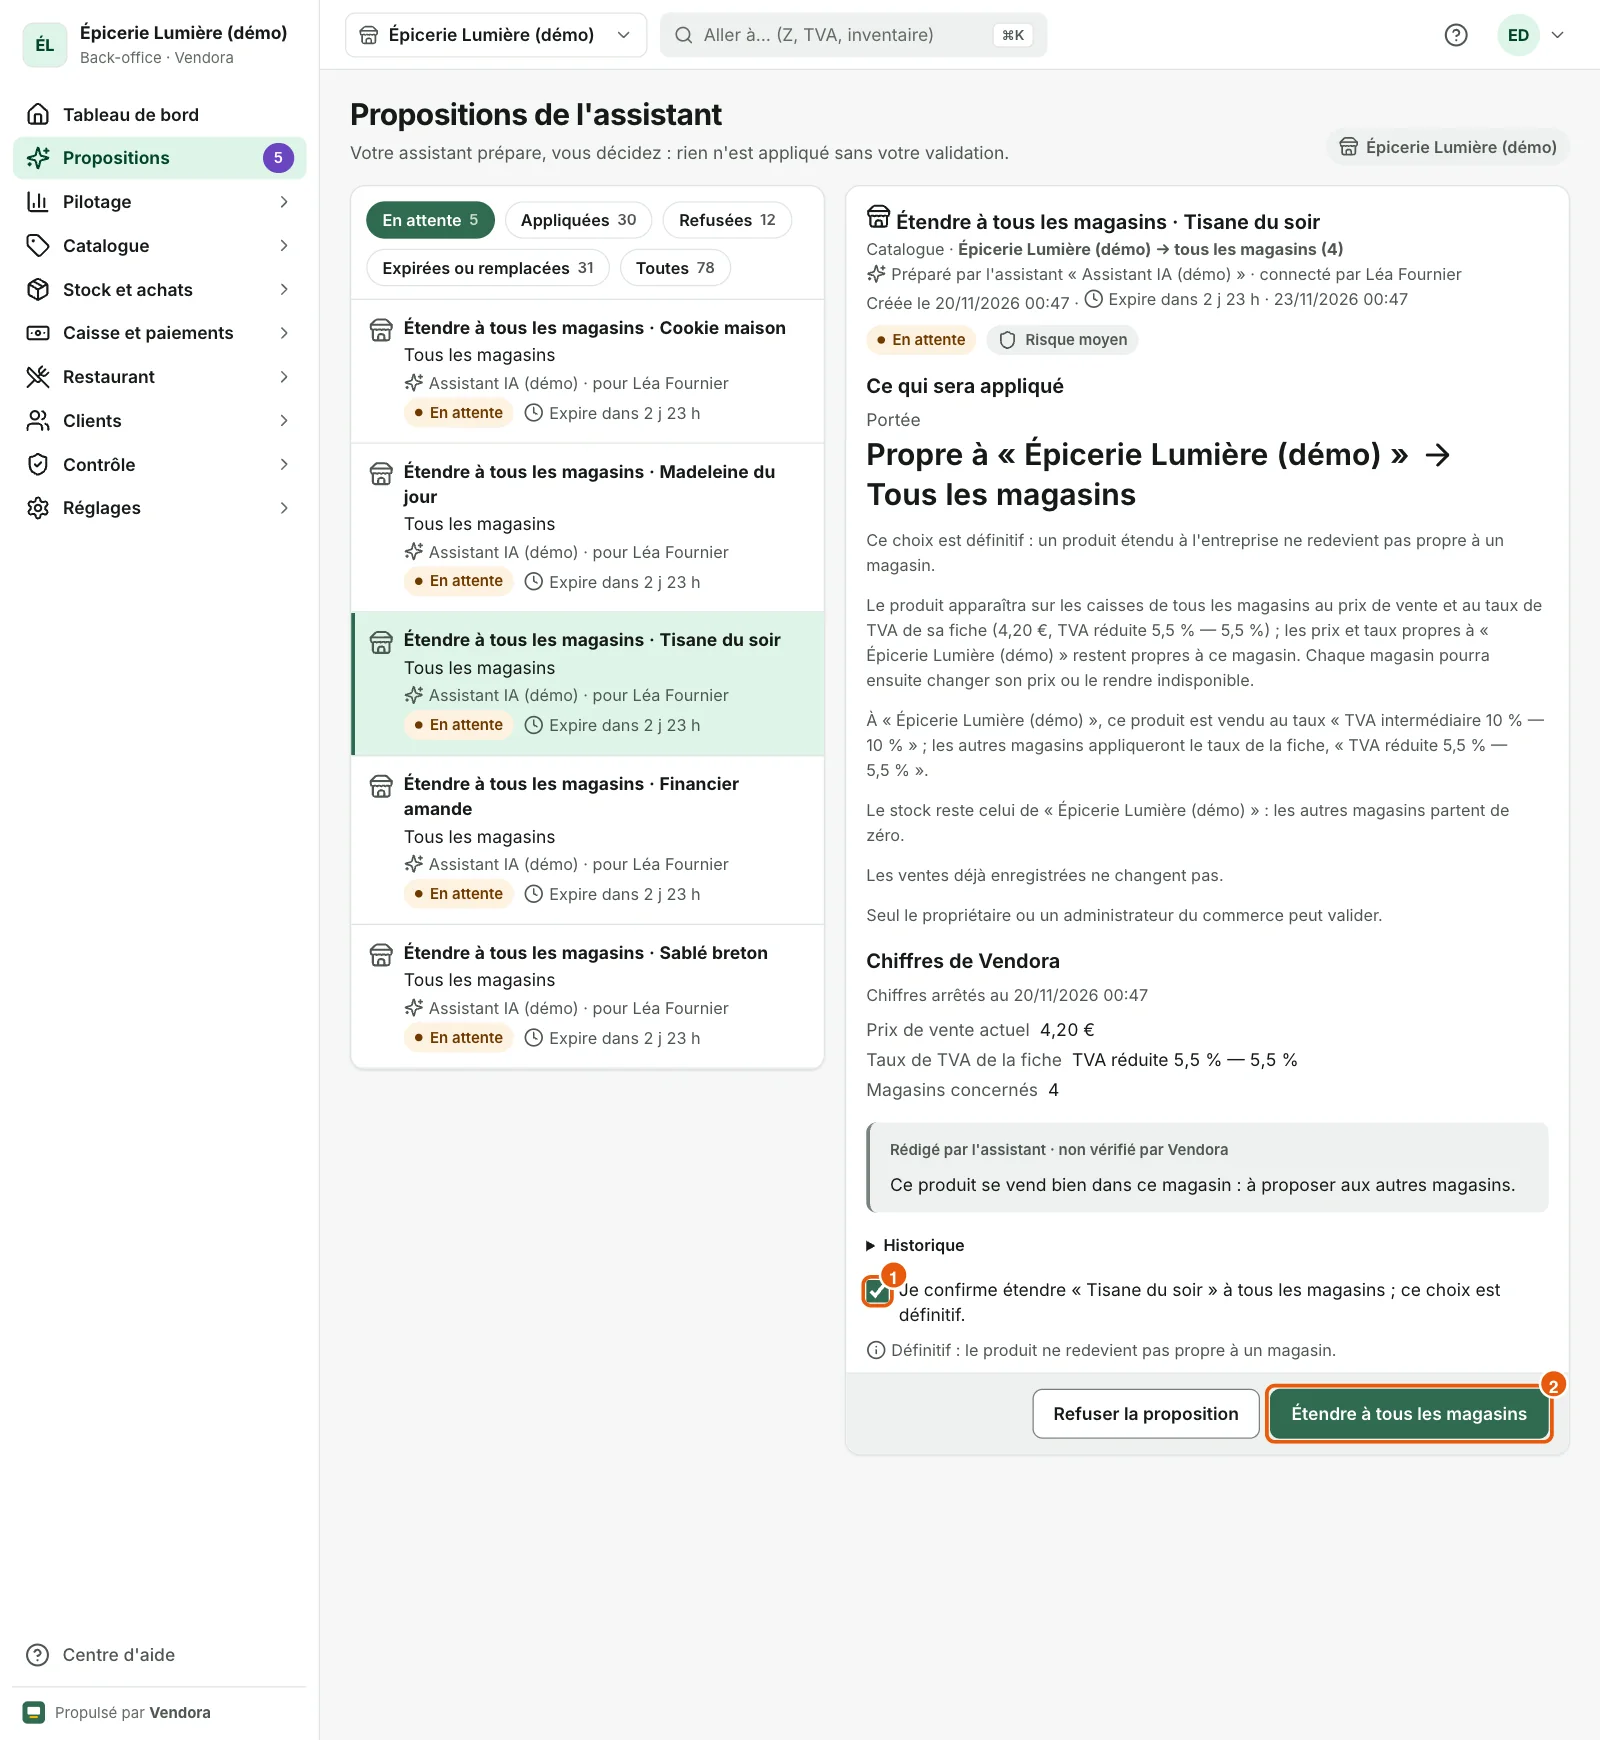 ÉL
Épicerie Lumière (démo)
Back-office · Vendora
Tableau de bord
Propositions
5
Pilotage
Catalogue
Stock et achats
Caisse et paiements
Restaurant
Clients
Contrôle
Réglages
Centre d'aide
Propulsé par Vendora
Épicerie Lumière (démo)
Aller à... (Z, TVA, inventaire)
⌘K
ED
Propositions de l'assistant
Votre assistant prépare, vous décidez : rien n'est appliqué sans votre validation.
Épicerie Lumière (démo)
En attente 5
Appliquées 30
Refusées 12
Expirées ou remplacées 31
Toutes 78
Étendre à tous les magasins · Cookie maison
Tous les magasins
Assistant IA (démo) · pour Léa Fournier
En attente
Expire dans 2 j 23 h
Étendre à tous les magasins · Madeleine du
jour
Tous les magasins
Assistant IA (démo) · pour Léa Fournier
En attente
Expire dans 2 j 23 h
Étendre à tous les magasins · Tisane du soir
Tous les magasins
Assistant IA (démo) · pour Léa Fournier
En attente
Expire dans 2 j 23 h
Étendre à tous les magasins · Financier
amande
Tous les magasins
Assistant IA (démo) · pour Léa Fournier
En attente
Expire dans 2 j 23 h
Étendre à tous les magasins · Sablé breton
Tous les magasins
Assistant IA (démo) · pour Léa Fournier
En attente
Expire dans 2 j 23 h
Étendre à tous les magasins · Tisane du soir
Catalogue · Épicerie Lumière (démo) → tous les magasins (4)
Préparé par l'assistant « Assistant IA (démo) » · connecté par Léa Fournier
Créée le 20/11/2026 00:47 · Expire dans 2 j 23 h · 23/11/2026 00:47
En attente
Risque moyen
Ce qui sera appliqué
Portée
Propre à « Épicerie Lumière (démo) » →
Tous les magasins
Ce choix est définitif : un produit étendu à l'entreprise ne redevient pas propre à un
magasin.
Le produit apparaîtra sur les caisses de tous les magasins au prix de vente et au taux de
TVA de sa fiche (4,20 €, TVA réduite 5,5 % — 5,5 %) ; les prix et taux propres à «
Épicerie Lumière (démo) » restent propres à ce magasin. Chaque magasin pourra
ensuite changer son prix ou le rendre indisponible.
À « Épicerie Lumière (démo) », ce produit est vendu au taux « TVA intermédiaire 10 % —
10 % » ; les autres magasins appliqueront le taux de la fiche, « TVA réduite 5,5 % —
5,5 % ».
Le stock reste celui de « Épicerie Lumière (démo) » : les autres magasins partent de
zéro.
Les ventes déjà enregistrées ne changent pas.
Seul le propriétaire ou un administrateur du commerce peut valider.
Chiffres de Vendora
Chiffres arrêtés au 20/11/2026 00:47
Prix de vente actuel 4,20 €
Taux de TVA de la fiche TVA réduite 5,5 % — 5,5 %
Magasins concernés 4
Rédigé par l'assistant · non vérifié par Vendora
Ce produit se vend bien dans ce magasin : à proposer aux autres magasins.
Historique
1
Je confirme étendre « Tisane du soir » à tous les magasins ; ce choix est
définitif.
Définitif : le produit ne redevient pas propre à un magasin.
Refuser la proposition
Étendre à tous les magasins
2